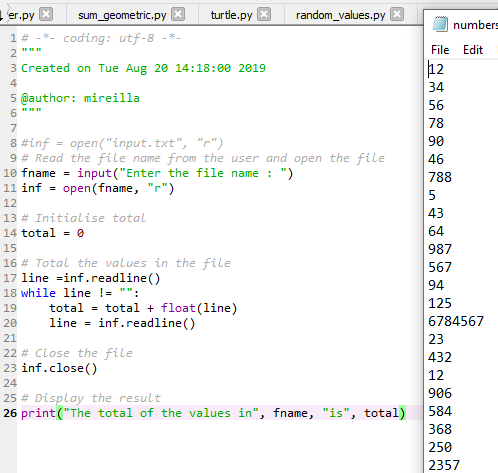 er.py sum_geometric.py turtle.py random_values.py
1 # -*- coding: utf-8 -*-
2 """
3 Created on Tue Aug 20 14:18:00 2019
4
5 @author: mireilla
6 """
7
8 #inf = open("input.txt", "r")
9 # Read the file name from the user and open the file
10 fname = input("Enter the file name : ")
11 inf = open(fname, "r")
12
13 # Initialise total
14 total = 0
15
16 # Total the values in the file
17 line =inf.readline()
18 while line != "":
19     total = total + float(line)
20     line = inf.readline()
21
22 # Close the file
23 inf.close()
24
25 # Display the result
26 print("The total of the values in", fname, "is", total)
numbers
File Edit
12
34
56
78
90
46
788
5
43
64
987
567
94
125
6784567
23
432
12
906
584
368
250
2357